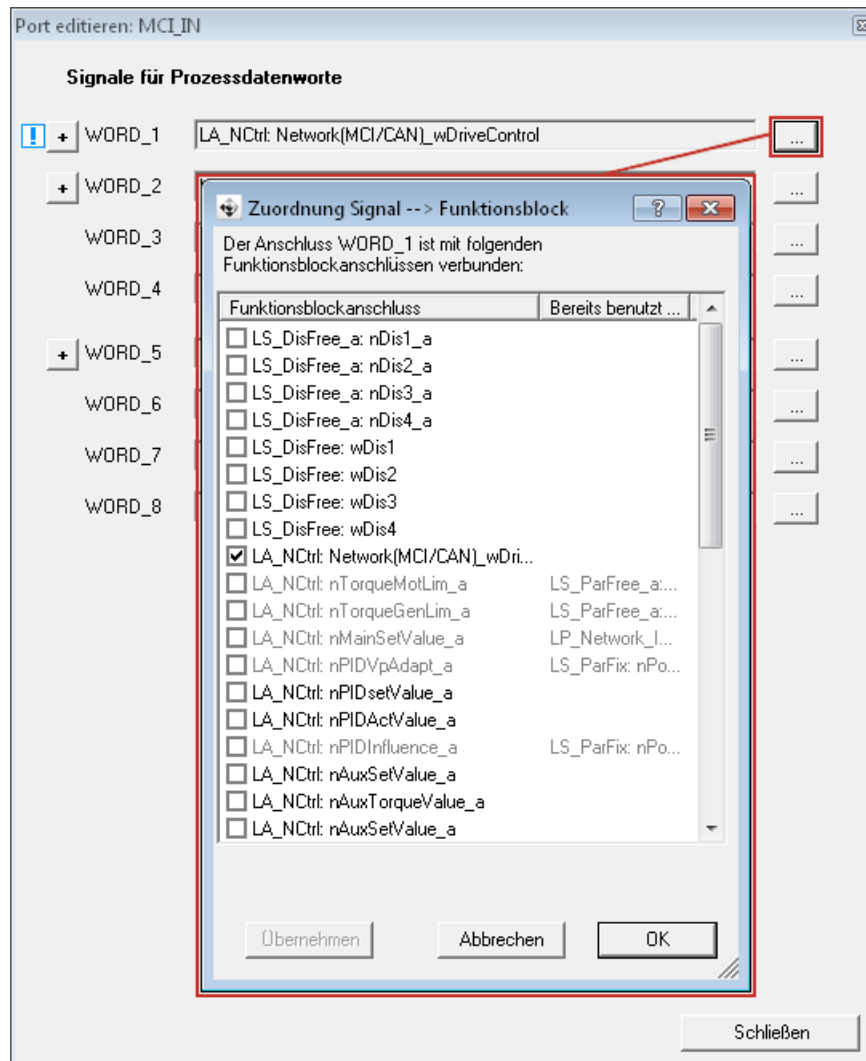 Port editieren: MCI_IN
Signale für Prozessdatenworte
! + WORD_1 LA_NCtrl: Network(MCI/CAN)_wDriveControl ...
+ WORD_2 ...
WORD_3 ...
WORD_4 ...
+ WORD_5 ...
WORD_6 ...
WORD_7 ...
WORD_8 ...
Zuordnung Signal --> Funktionsblock ?
Der Anschluss WORD_1 ist mit folgenden
Funktionsblockanschlüssen verbunden:
Funktionsblockanschluss Bereits benutzt ...
LS_DisFree_a: nDis1_a
LS_DisFree_a: nDis2_a
LS_DisFree_a: nDis3_a
LS_DisFree_a: nDis4_a
LS_DisFree: wDis1
LS_DisFree: wDis2
LS_DisFree: wDis3
LS_DisFree: wDis4
LA_NCtrl: Network(MCI/CAN)_wDri...
LA_NCtrl: nTorqueMotLim_a LS_ParFree_a:...
LA_NCtrl: nTorqueGenLim_a LS_ParFree_a:...
LA_NCtrl: nMainSetValue_a LP_Network_I...
LA_NCtrl: nPIDVpAdapt_a LS_ParFix: nPo...
LA_NCtrl: nPIDsetValue_a
LA_NCtrl: nPIDActValue_a
LA_NCtrl: nPIDInfluence_a LS_ParFix: nPo...
LA_NCtrl: nAuxSetValue_a
LA_NCtrl: nAuxTorqueValue_a
LA_NCtrl: nAuxSetValue_a
Übernehmen Abbrechen OK
Schließen